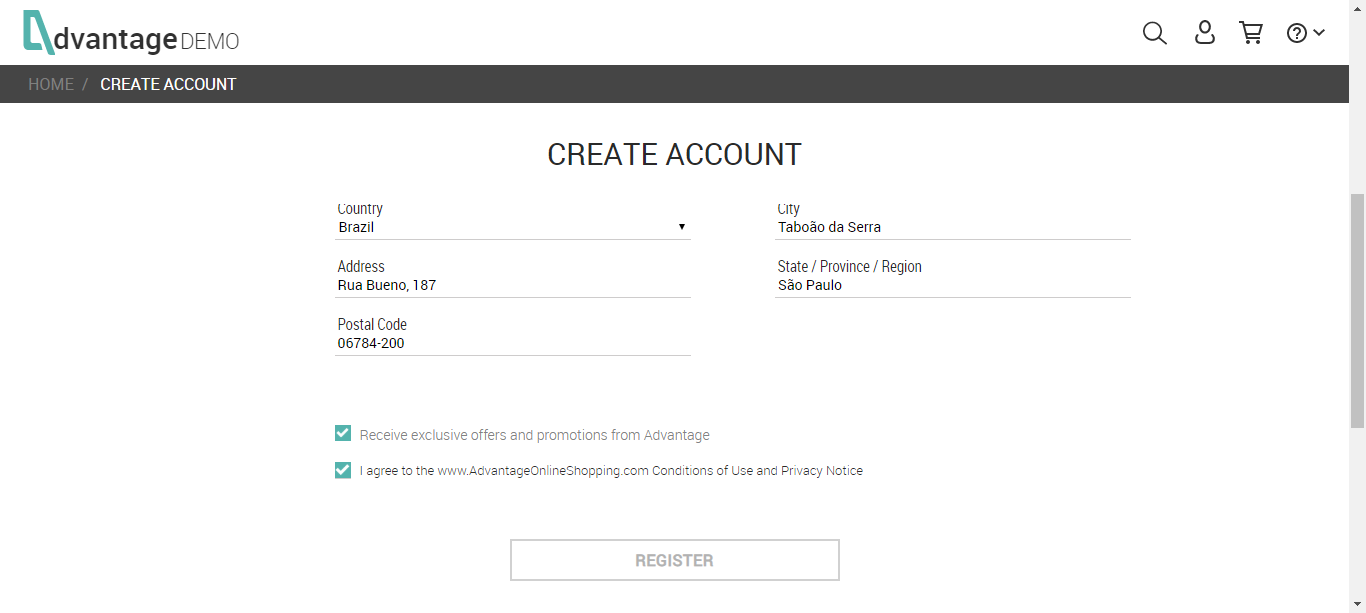 dvantage DEMO
HOME / CREATE ACCOUNT
CREATE ACCOUNT
Country
Brazil
City
Taboão da Serra
Address
Rua Bueno, 187
State / Province / Region
São Paulo
Postal Code
06784-200
Receive exclusive offers and promotions from Advantage
I agree to the www.AdvantageOnlineShopping.com Conditions of Use and Privacy Notice
REGISTER